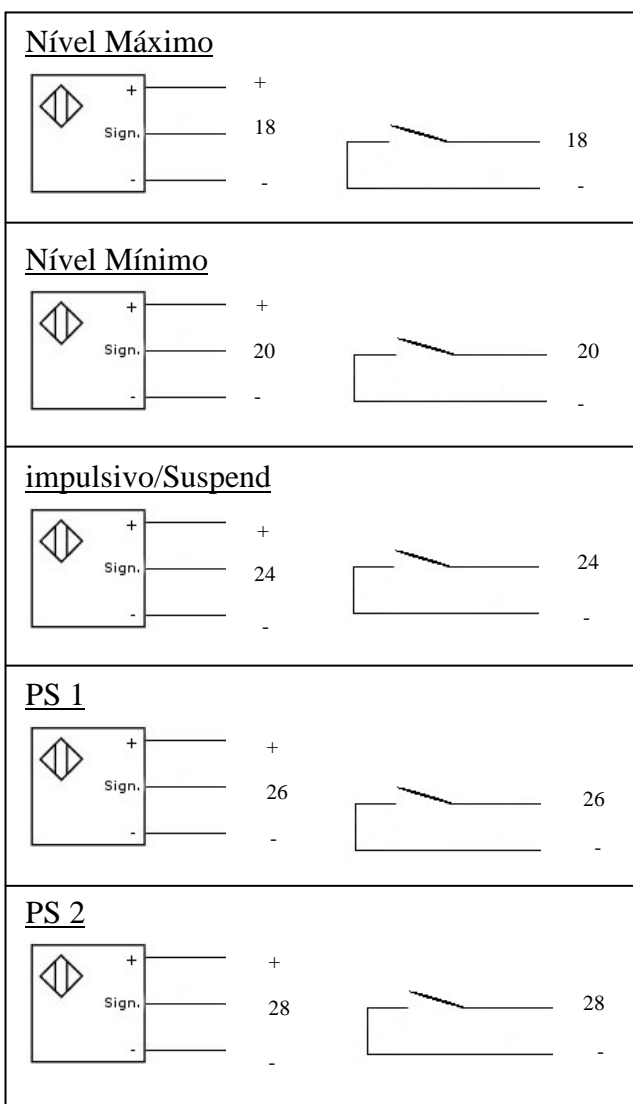 Nível Máximo
+ +
Sign. 18 18
- - -
Nível Mínimo
+ +
Sign. 20 20
- - -
impulsivo/Suspend
+ +
Sign. 24 24
- - -
PS 1
+ +
Sign. 26 26
- - -
PS 2
+ +
Sign. 28 28
- - -